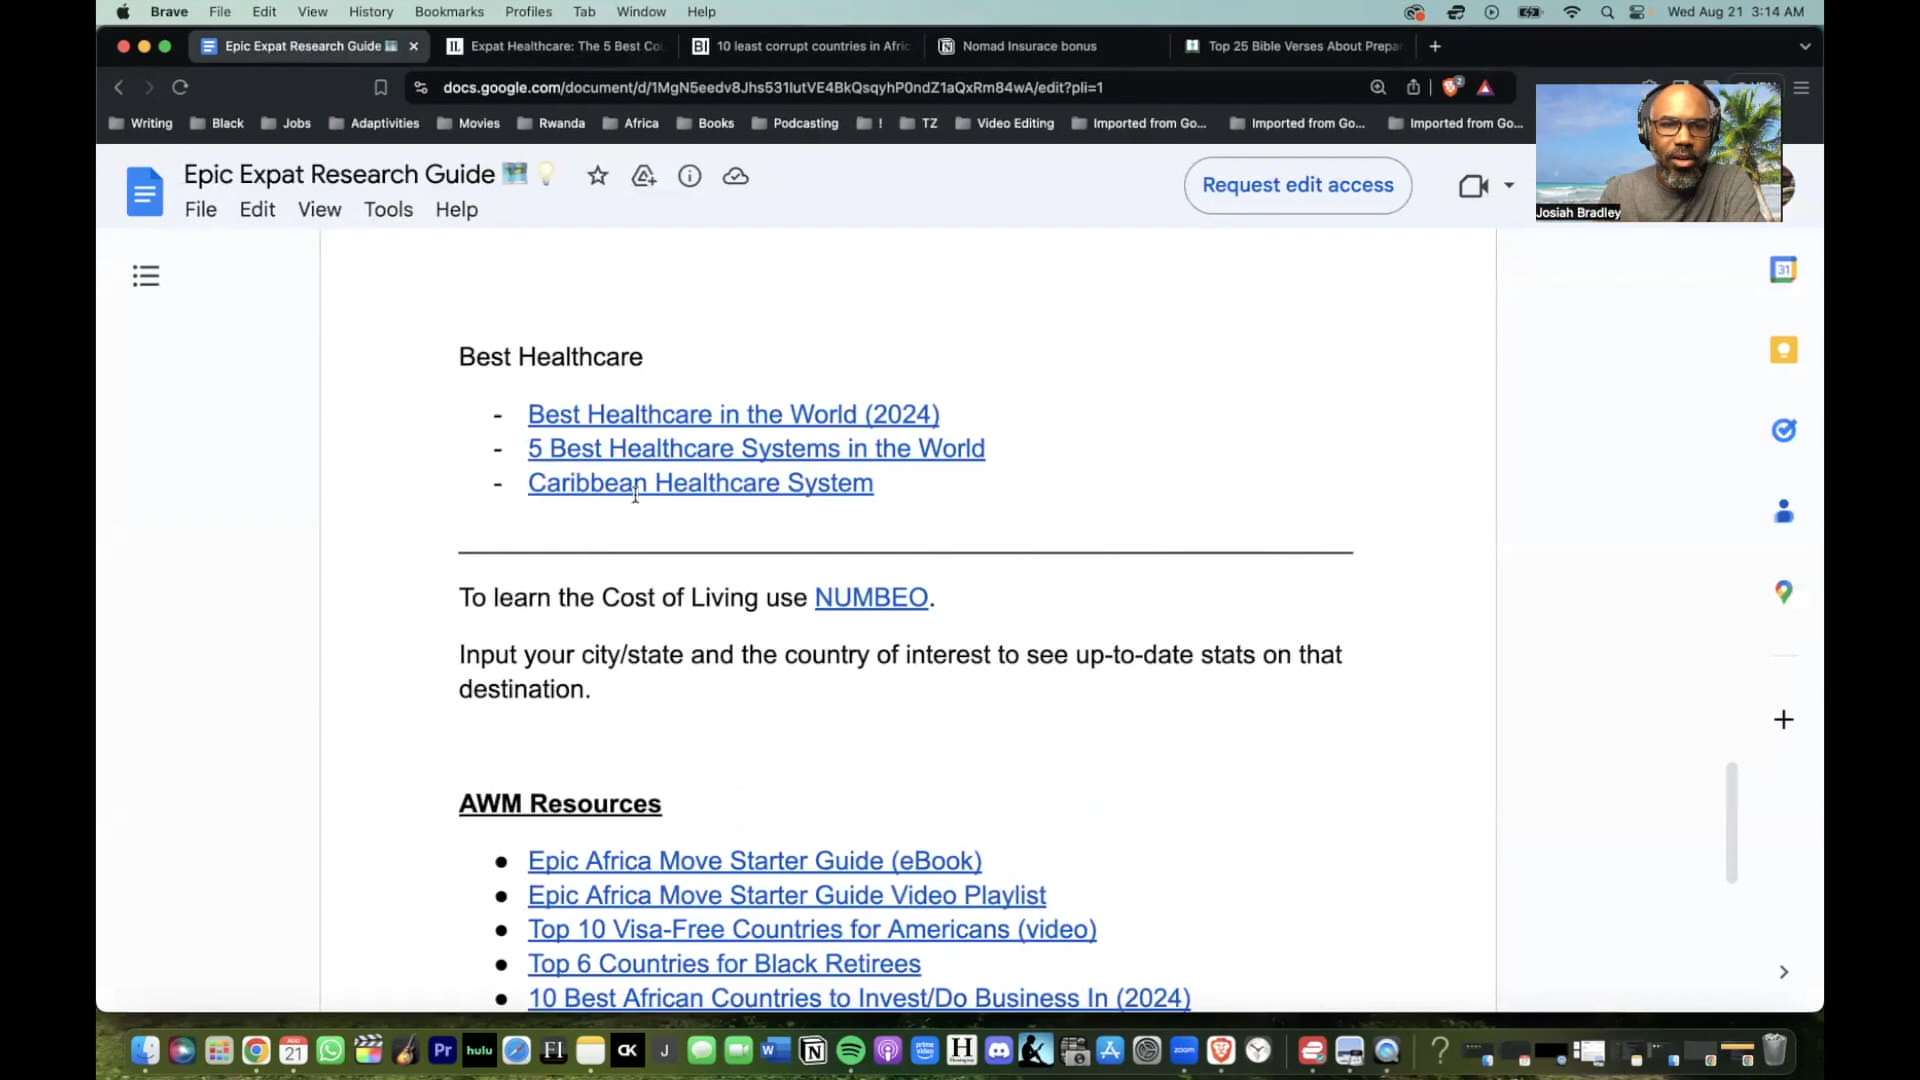 Brave File Edit View History Bookmarks Profiles Tab Window Help Wed Aug 21 3:14 AM
Epic Expat Research Guide Expat Healthcare: The 5 Best Co 10 least corrupt countries in Afric Nomad Insurace bonus Top 25 Bible Verses About Prepar
docs.google.com/document/d/1MgN5eedv8Jhs531IutVE4BkQsqyhP0ndZ1aQxRm84wA/edit?pli=1
Writing Black Jobs Adaptivities Movies Rwanda Africa Books Podcasting ! TZ Video Editing Imported from Go... Imported from Go... Imported from Go...
Epic Expat Research Guide
File Edit View Tools Help
Request edit access
Josiah Bradley
Best Healthcare
- Best Healthcare in the World (2024)
- 5 Best Healthcare Systems in the World
- Caribbean Healthcare System
To learn the Cost of Living use NUMBEO.
Input your city/state and the country of interest to see up-to-date stats on that
destination.
AWM Resources
● Epic Africa Move Starter Guide (eBook)
● Epic Africa Move Starter Guide Video Playlist
● Top 10 Visa-Free Countries for Americans (video)
● Top 6 Countries for Black Retirees
● 10 Best African Countries to Invest/Do Business In (2024)